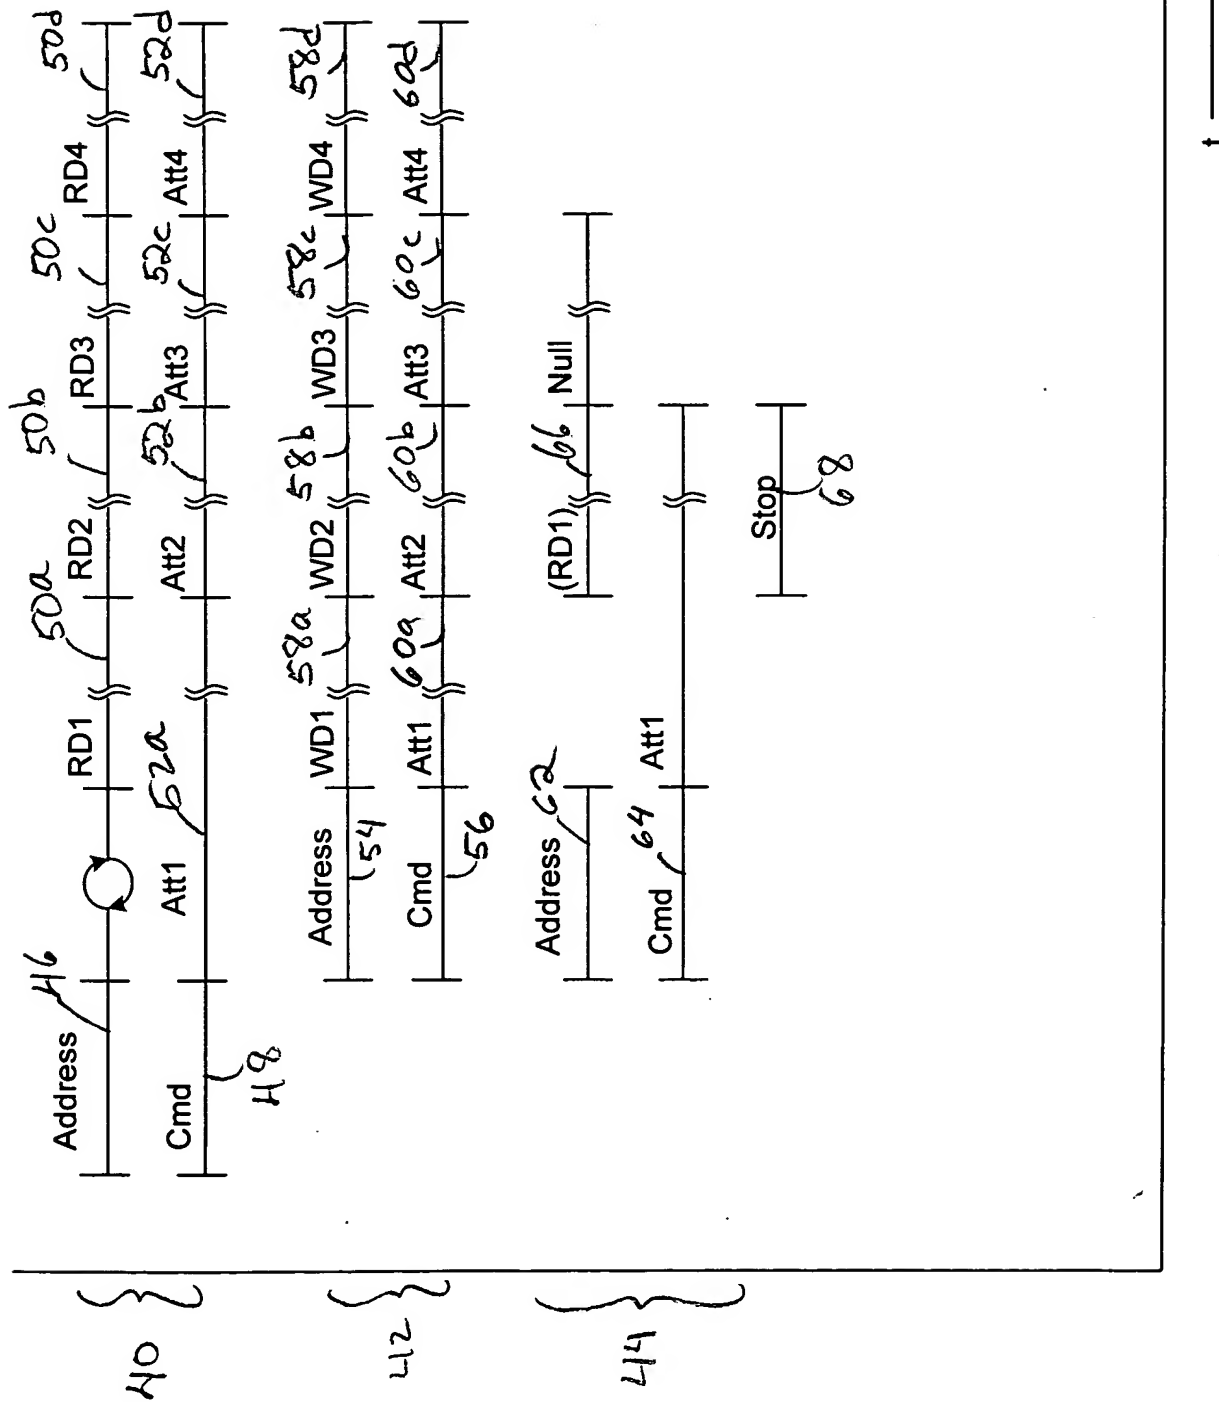 46 50a 50b 50c 50d
Address RD1 RD2 RD3 RD4
52a 52b 52c 52d
Cmd Att1 Att2 Att3 Att4
48
40
58a 58b 58c 58d
Address WD1 WD2 WD3 WD4
54
60a 60b 60c 60d
Cmd Att1 Att2 Att3 Att4
56
42
Address 62 (RD1) 66 Null
Cmd 64 Att1
44
Stop
68
t